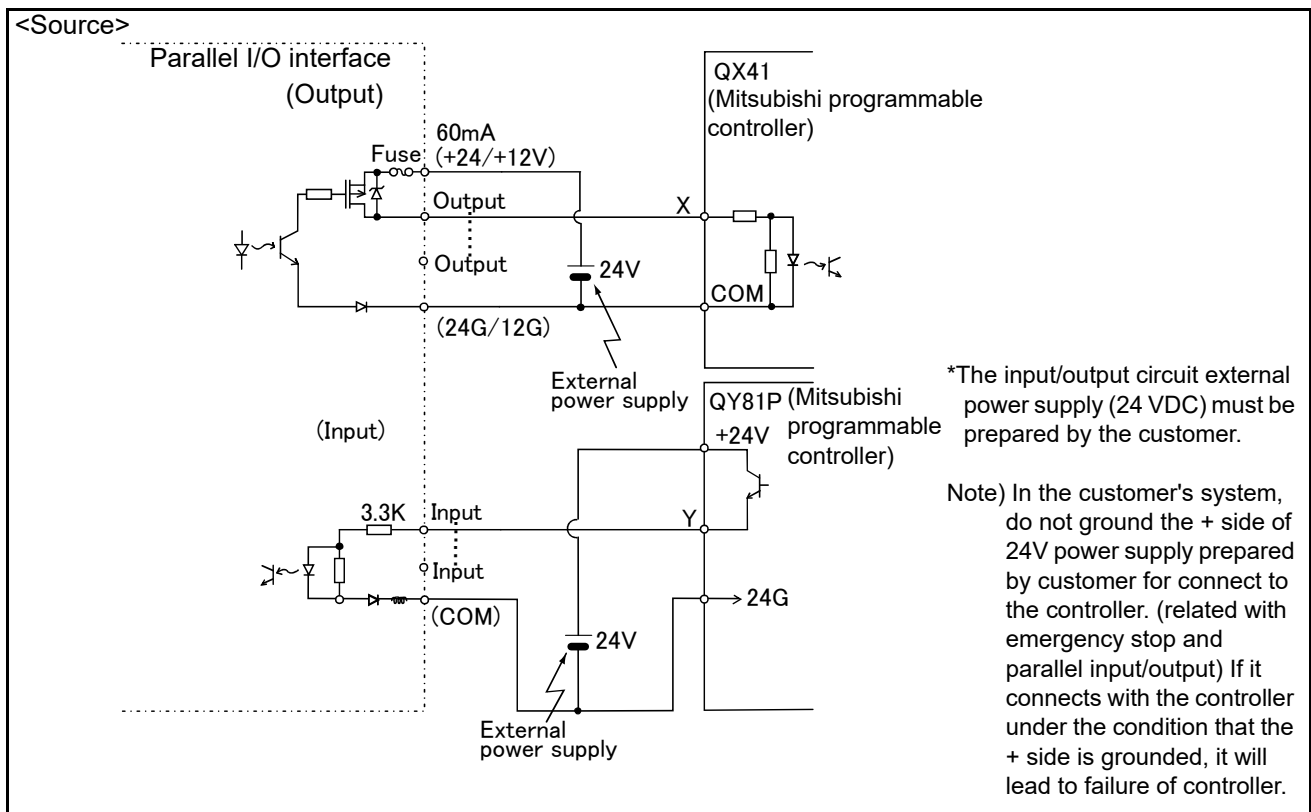 <Source>
Parallel I/O interface
(Output)
QX41
(Mitsubishi programmable
controller)
60mA
Fuse
(+24/+12V)
Output
X
Output
24V
COM
(24G/12G)
External
power supply
QY81P (Mitsubishi
programmable
controller)
+24V
(Input)
3.3K
Input
Y
Input
(COM)
24G
24V
External
power supply
*The input/output circuit external
power supply (24 VDC) must be
prepared by the customer.
Note) In the customer's system,
do not ground the + side of
24V power supply prepared
by customer for connect to
the controller. (related with
emergency stop and
parallel input/output) If it
connects with the controller
under the condition that the
+ side is grounded, it will
lead to failure of controller.